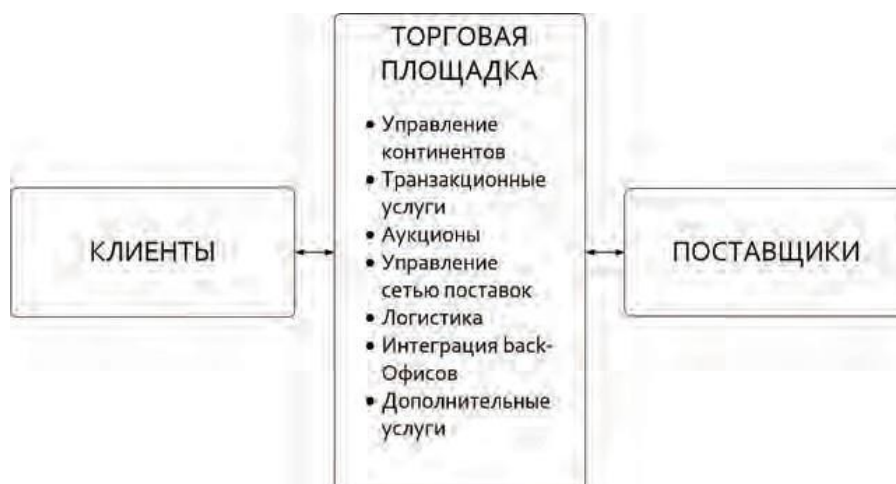 ТОРГОВАЯ
ПЛОЩАДКА
• Управление
континентов
• Транзакционные
услуги
• Аукционы
• Управление
сетью поставок
• Логистика
• Интеграция back-
Офисов
• Дополнительные
услуги
КЛИЕНТЫ
ПОСТАВЩИКИ